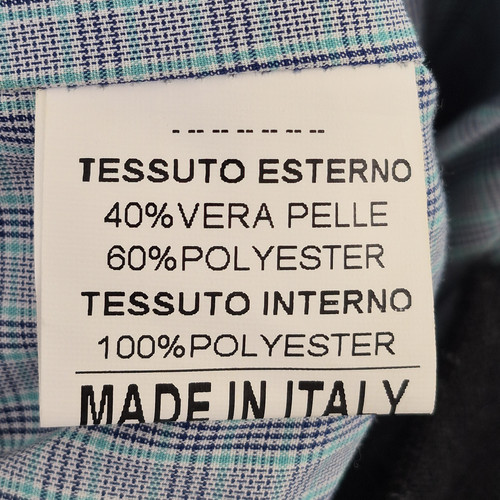 TESSUTO ESTERNO
40%VERA PELLE
60%POLYESTER
TESSUTO INTERNO
100%POLYESTER
MADE IN ITALY